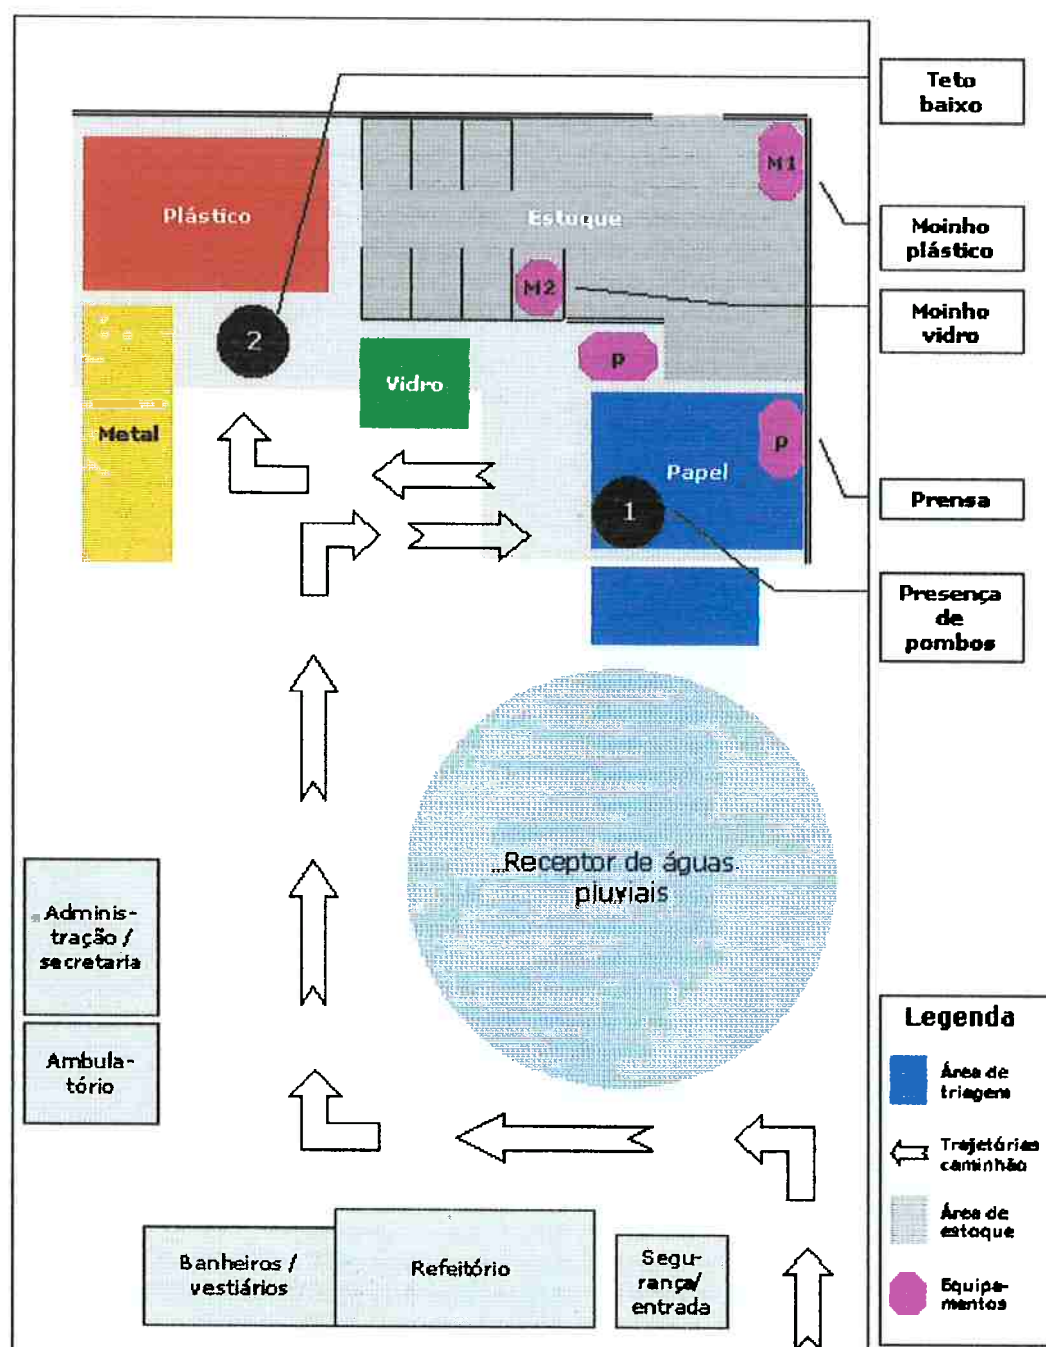 Teto
baixo
Plástico
Estoque
M1
Moinho
plástico
M2
Moinho
vidro
2
P
Vidro
Metal
Papel
P
1
Prensa
Presença
de
pombos
Receptor de águas
pluviais
Adminis-
tração /
secretaria
Ambula-
tório
Banheiros /
vestiários
Refeitório
Segu-
rança/
entrada
Legenda
Área de
triagem
Trajetórias
caminhão
Área de
estoque
Equipa-
mentos